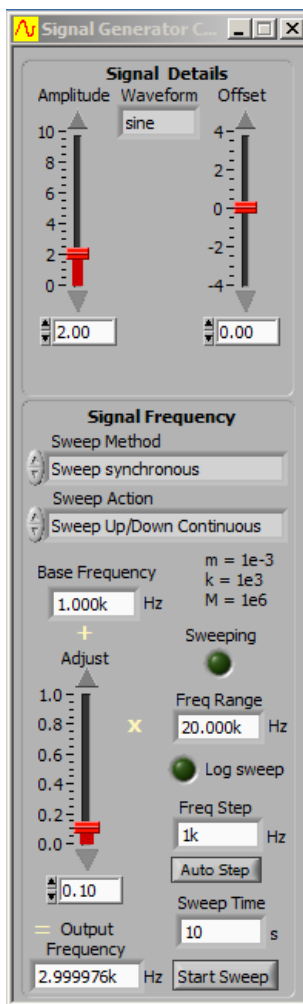 Signal Generator C...
Signal Details
Amplitude Waveform Offset
sine
10
8
6
4
2
0
4
2
0
-2
-4
2.00
0.00
Signal Frequency
Sweep Method
Sweep synchronous
Sweep Action
Sweep Up/Down Continuous
Base Frequency
1.000k Hz
m = 1e-3
k = 1e3
M = 1e6
+
Adjust
Sweeping
1.0
0.8
0.6
0.4
0.2
0.0
x
Freq Range
20.000k Hz
Log sweep
Freq Step
1k Hz
Auto Step
0.10
Sweep Time
10 s
= Output
Frequency
2.999976k Hz
Start Sweep